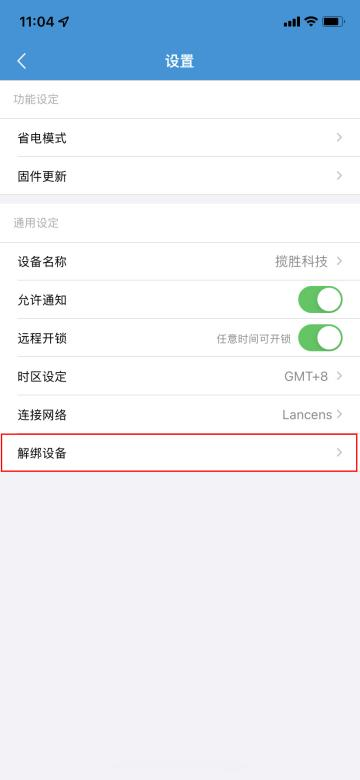 11:04
设置
功能设定
省电模式
固件更新
通用设定
设备名称 揽胜科技
允许通知
远程开锁 任意时间可开锁
时区设定 GMT+8
连接网络 Lancens
解绑设备